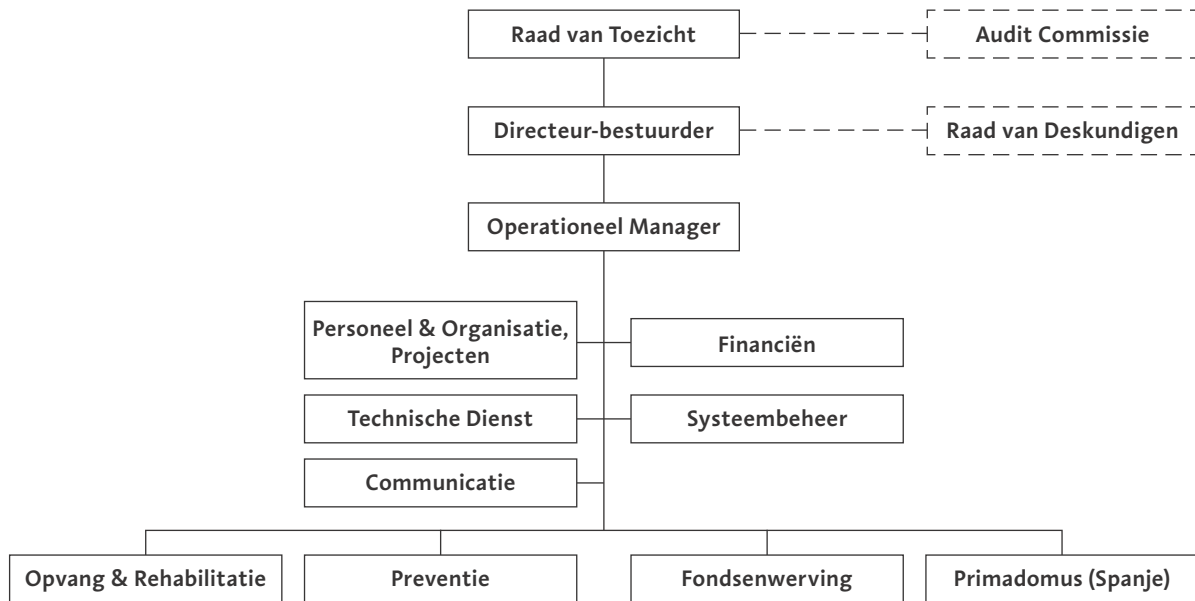 Raad van Toezicht
Audit Commissie
Directeur-bestuurder
Raad van Deskundigen
Operationeel Manager
Personeel & Organisatie,
Projecten
Financiën
Technische Dienst
Systeembeheer
Communicatie
Opvang & Rehabilitatie
Preventie
Fondsenwerving
Primadomus (Spanje)